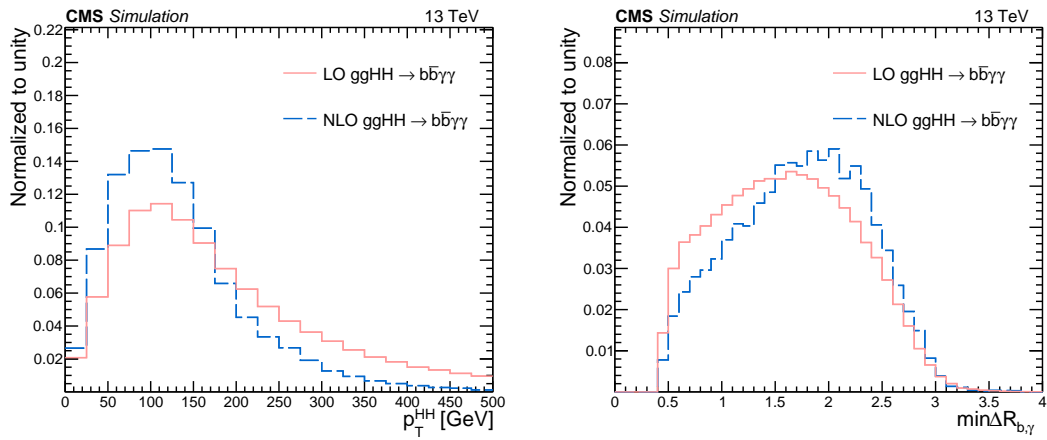 CMS Simulation 13 TeV
Normalized to unity
0.22
0.2
0.18
0.16
0.14
0.12
0.1
0.08
0.06
0.04
0.02
LO ggHH → bb̅γγ
NLO ggHH → bb̅γγ
0 50 100 150 200 250 300 350 400 450 500
p_T^HH [GeV]
CMS Simulation 13 TeV
Normalized to unity
0.08
0.07
0.06
0.05
0.04
0.03
0.02
0.01
LO ggHH → bb̅γγ
NLO ggHH → bb̅γγ
0 0.5 1 1.5 2 2.5 3 3.5 4
minΔR_b,γ